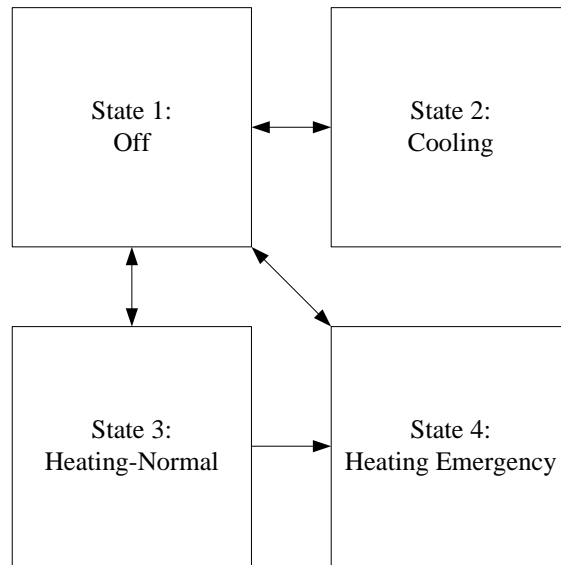 State 1:
Off
State 2:
Cooling
State 3:
Heating-Normal
State 4:
Heating Emergency